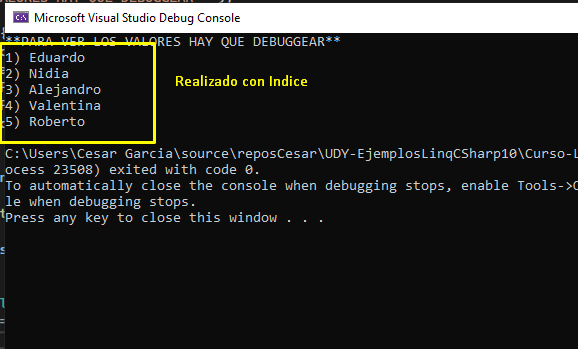 C:\ Microsoft Visual Studio Debug Console
**PARA VER LOS VALORES HAY QUE DEBUGGEAR**
1) Eduardo
2) Nidia
3) Alejandro
4) Valentina
5) Roberto
Realizado con Indice
C:\Users\Cesar Garcia\source\reposCesar\UDY-EjemplosLinqCSharp10\Curso-L
ocess 23508) exited with code 0.
To automatically close the console when debugging stops, enable Tools->O
le when debugging stops.
Press any key to close this window . . .